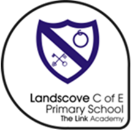 Landscove C of E
Primary School
The Link Academy